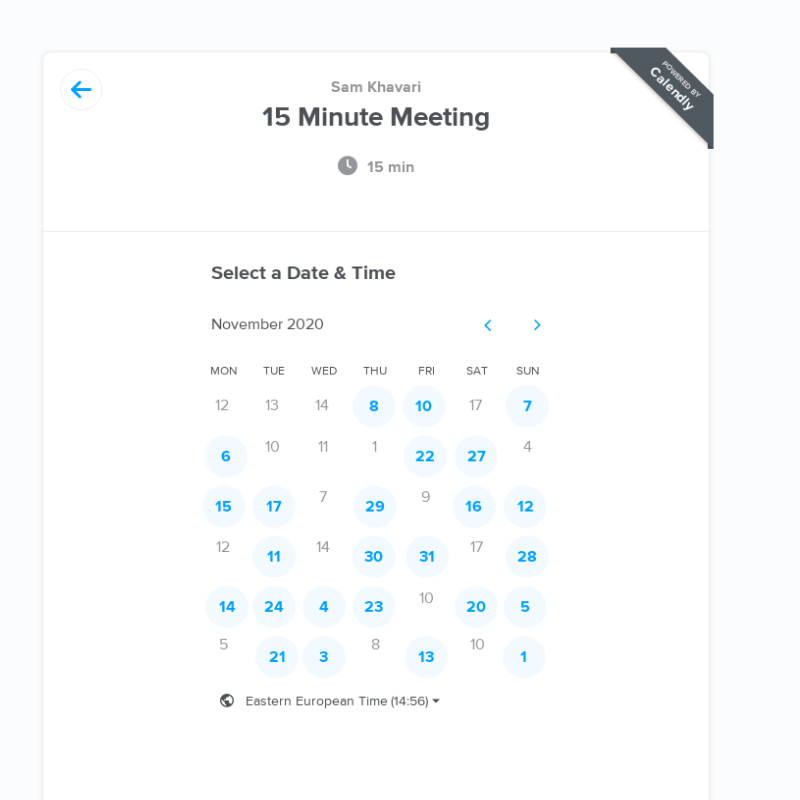 Sam Khavari
POWERED BY
Calendly
15 Minute Meeting
15 min
Select a Date & Time
November 2020
MON TUE WED THU FRI SAT SUN
12 13 14 8 10 17 7
6 10 11 1 22 27 4
15 17 7 29 9 16 12
12 11 14 30 31 17 28
14 24 4 23 10 20 5
5 21 3 8 13 10 1
Eastern European Time (14:56)